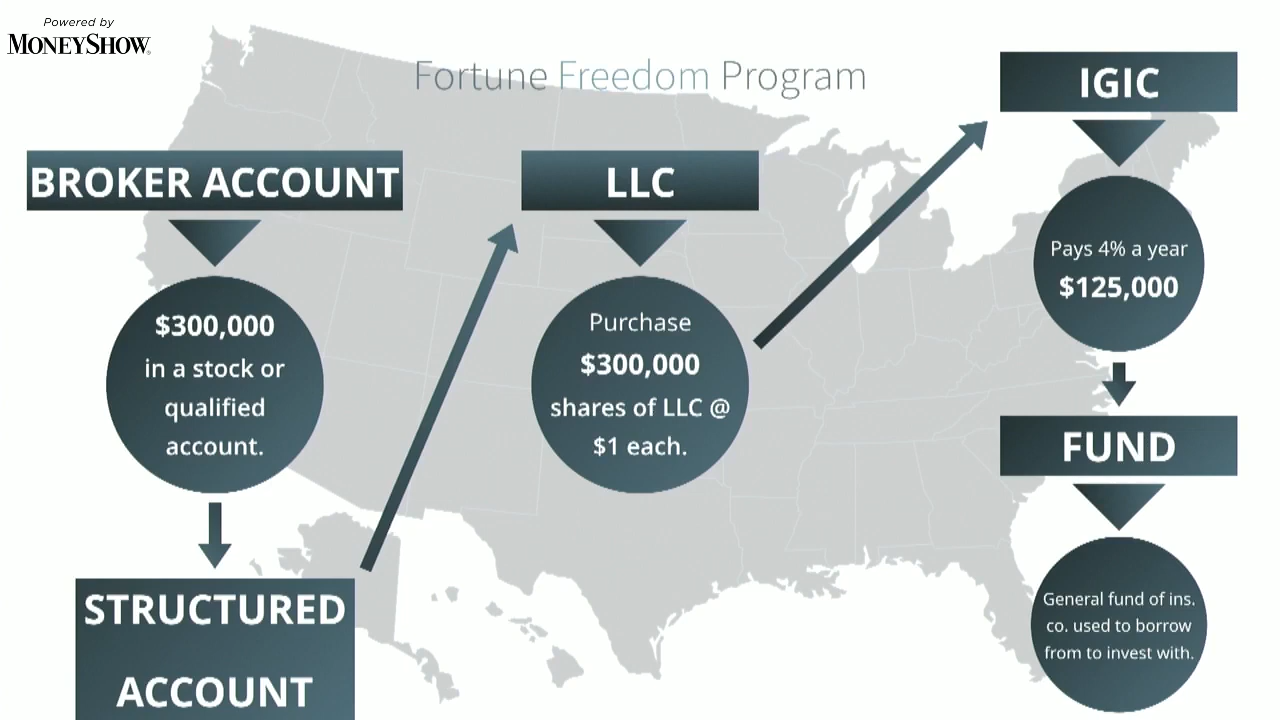 Powered by
MONEYSHOW
Fortune Freedom Program
BROKER ACCOUNT
$300,000
in a stock or
qualified
account.
STRUCTURED
ACCOUNT
LLC
Purchase
$300,000
shares of LLC @
$1 each.
IGIC
Pays 4% a year
$125,000
FUND
General fund of ins.
co. used to borrow
from to invest with.